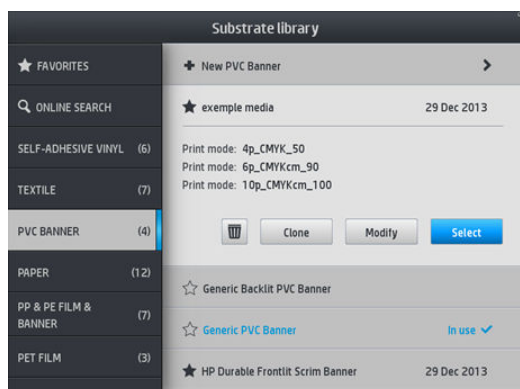 Substrate library
FAVORITES
ONLINE SEARCH
SELF-ADHESIVE VINYL (6)
TEXTILE (7)
PVC BANNER (4)
PAPER (12)
PP & PE FILM &
BANNER (7)
PET FILM (3)
New PVC Banner
exemple media 29 Dec 2013
Print mode: 4p_CMYK_50
Print mode: 6p_CMYKcm_90
Print mode: 10p_CMYKcm_100
Clone Modify Select
Generic Backlit PVC Banner
Generic PVC Banner In use
HP Durable Frontlit Scrim Banner 29 Dec 2013